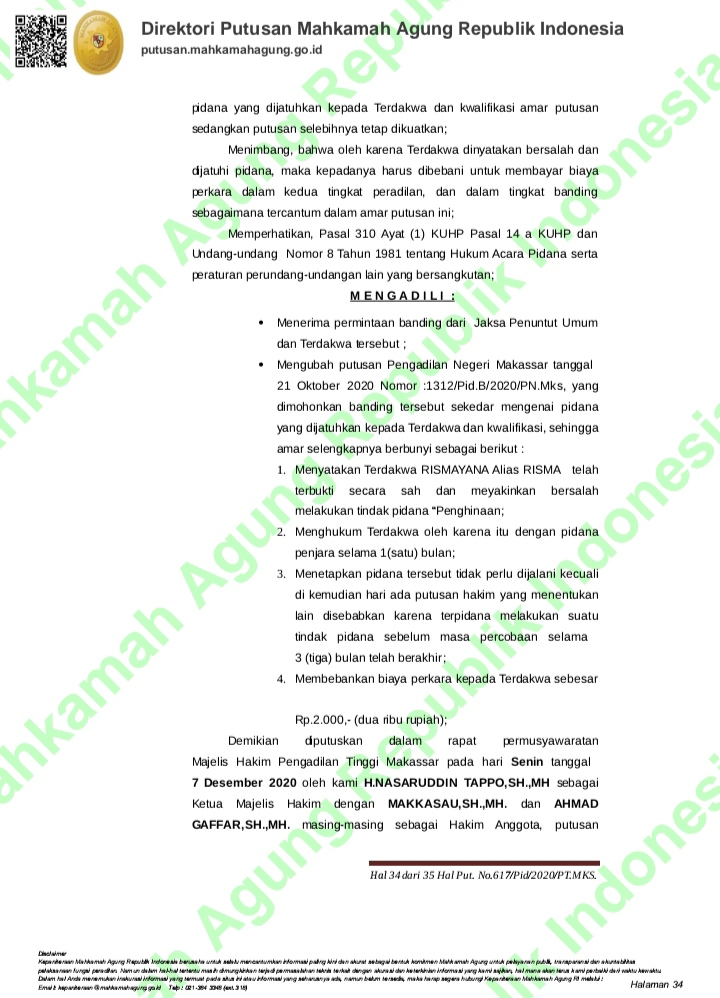 Direktori Putusan Mahkamah Agung Republik Indonesia
putusan.mahkamahagung.go.id
pidana yang dijatuhkan kepada Terdakwa dan kwalifikasi amar putusan
sedangkan putusan selebihnya tetap dikuatkan;
Menimbang, bahwa oleh karena Terdakwa dinyatakan bersalah dan
dijatuhi pidana, maka kepadanya harus dibebani untuk membayar biaya
perkara dalam kedua tingkat peradilan, dan dalam tingkat banding
sebagaimana tercantum dalam amar putusan ini;
Memperhatikan, Pasal 310 Ayat (1) KUHP Pasal 14 a KUHP dan
Undang-undang Nomor 8 Tahun 1981 tentang Hukum Acara Pidana serta
peraturan perundang-undangan lain yang bersangkutan;
M E N G A D I L I :
• Menerima permintaan banding dari Jaksa Penuntut Umum
dan Terdakwa tersebut ;
• Mengubah putusan Pengadilan Negeri Makassar tanggal
21 Oktober 2020 Nomor :1312/Pid.B/2020/PN.Mks, yang
dimohonkan banding tersebut sekedar mengenai pidana
yang dijatuhkan kepada Terdakwa dan kwalifikasi, sehingga
amar selengkapnya berbunyi sebagai berikut :
1. Menyatakan Terdakwa RISMAYANA Alias RISMA telah
terbukti secara sah dan meyakinkan bersalah
melakukan tindak pidana “Penghinaan;
2. Menghukum Terdakwa oleh karena itu dengan pidana
penjara selama 1(satu) bulan;
3. Menetapkan pidana tersebut tidak perlu dijalani kecuali
di kemudian hari ada putusan hakim yang menentukan
lain disebabkan karena terpidana melakukan suatu
tindak pidana sebelum masa percobaan selama
3 (tiga) bulan telah berakhir;
4. Membebankan biaya perkara kepada Terdakwa sebesar
Rp.2.000,- (dua ribu rupiah);
Demikian diputuskan dalam rapat permusyawaratan
Majelis Hakim Pengadilan Tinggi Makassar pada hari Senin tanggal
7 Desember 2020 oleh kami H.NASARUDDIN TAPPO,SH.,MH sebagai
Ketua Majelis Hakim dengan MAKKASAU,SH.,MH. dan AHMAD
GAFFAR,SH.,MH. masing-masing sebagai Hakim Anggota, putusan
Hal 34 dari 35 Hal Put. No.617/Pid/2020/PT.MKS.
Disclaimer
Kepaniteraan Mahkamah Agung Republik Indonesia berusaha untuk selalu mencantumkan informasi paling kini dan akurat sebagai bentuk komitmen Mahkamah Agung untuk pelayanan publik, transparansi dan akuntabilitas
pelaksanaan fungsi peradilan. Namun dalam hal-hal tertentu masih dimungkinkan terjadi permasalahan teknis terkait dengan akurasi dan keterkinian informasi yang kami sajikan, hal mana akan terus kami perbaiki dari waktu kewaktu.
Dalam hal Anda menemukan inakurasi informasi yang termuat pada situs ini atau informasi yang seharusnya ada, namun belum tersedia, maka harap segera hubungi Kepaniteraan Mahkamah Agung RI melalui :
Email : kepaniteraan@mahkamahagung.go.id Telp : 021-384 3348 (ext.318)
Halaman 34